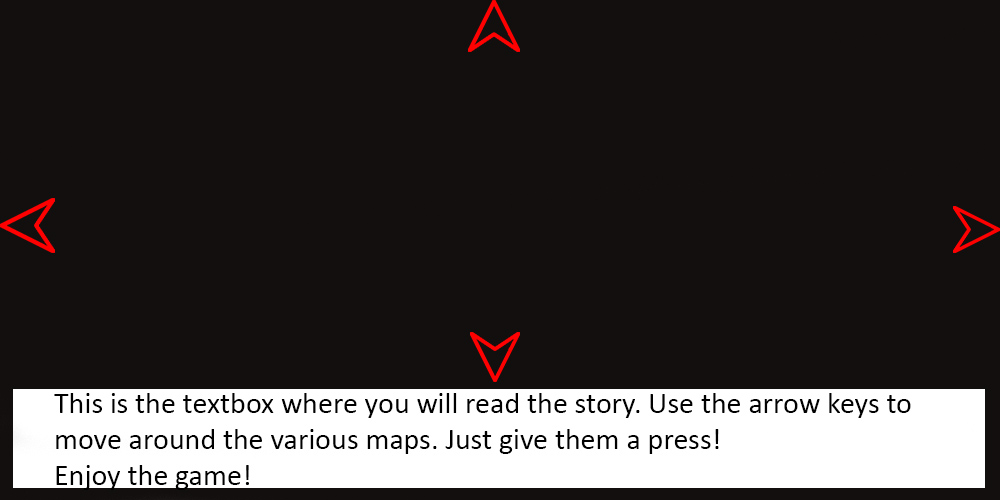 This is the textbox where you will read the story. Use the arrow keys to
move around the various maps. Just give them a press!
Enjoy the game!